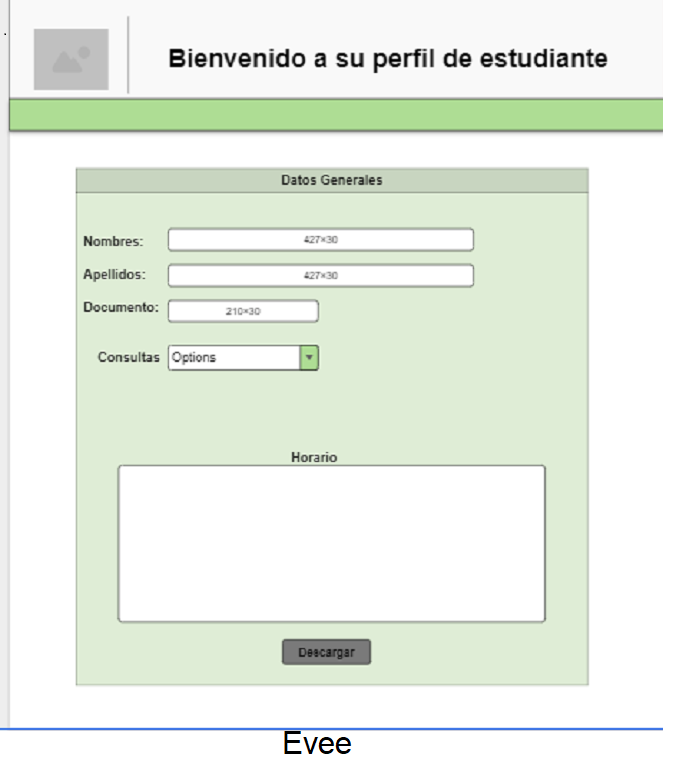 Bienvenido a su perfil de estudiante
Datos Generales
Nombres: 427×30
Apellidos: 427×30
Documento: 210×30
Consultas Options
Horario
Descargar
Evee